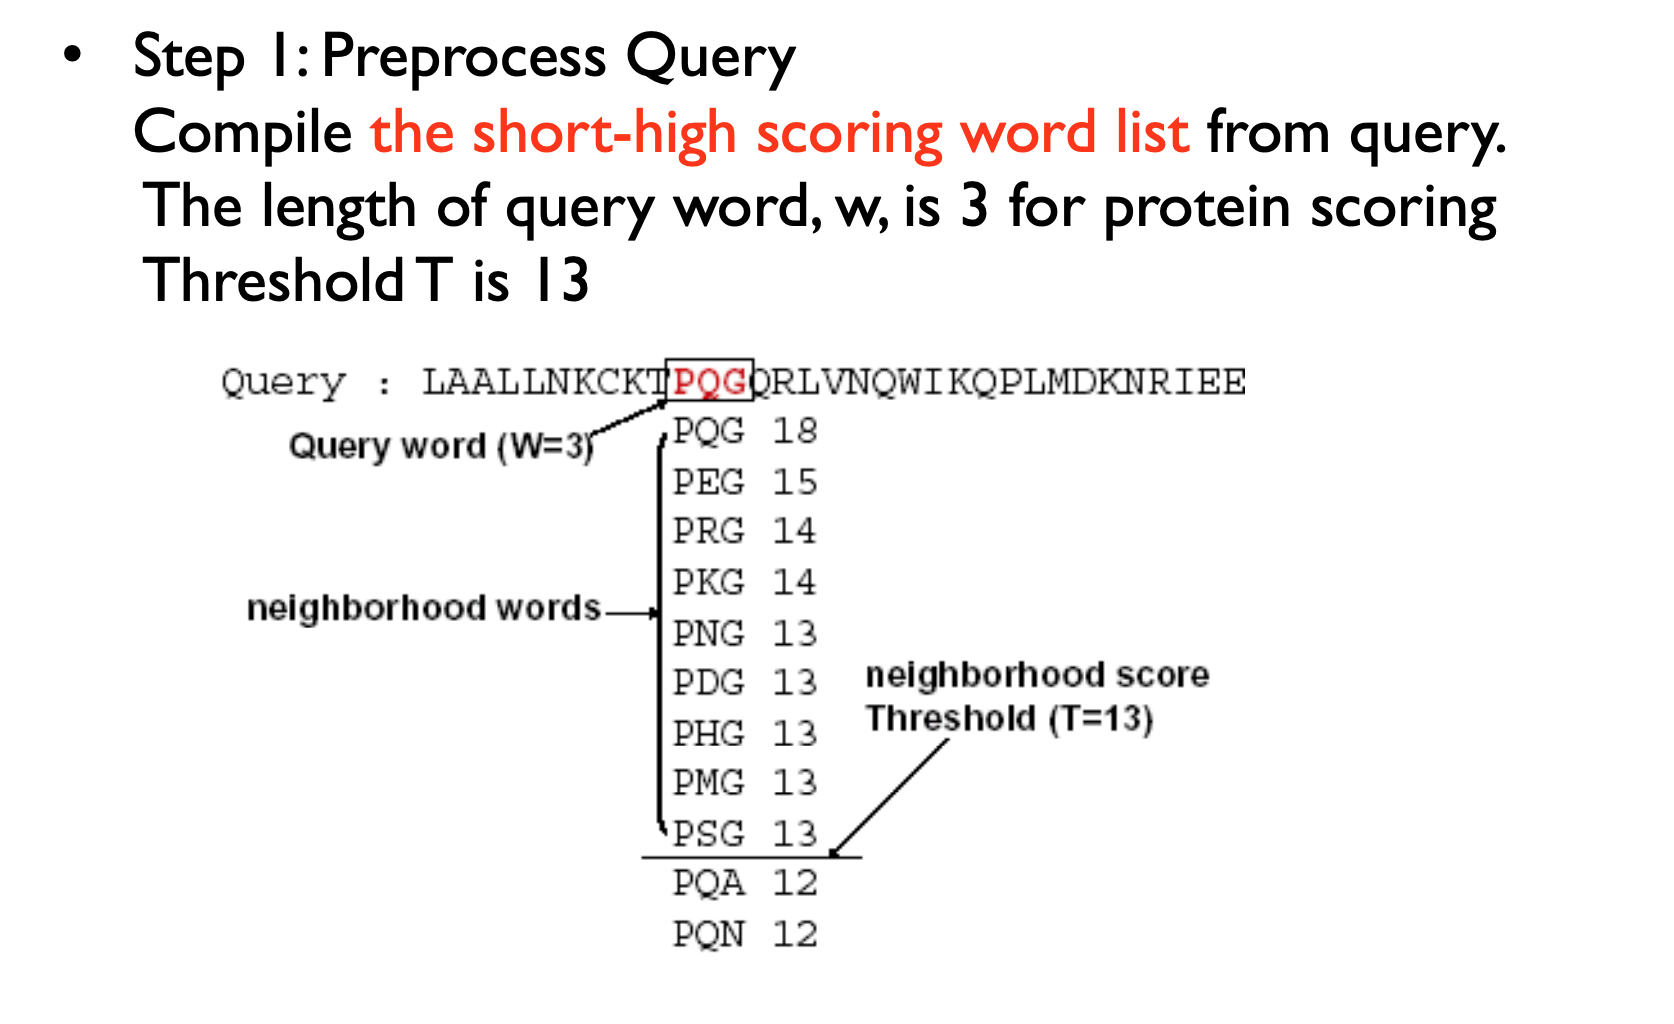 • Step 1: Preprocess Query
Compile the short-high scoring word list from query.
The length of query word, w, is 3 for protein scoring
Threshold T is 13
Query : LAALLNKCKTPQGQRLVNQWIKQPLMDKNRIEE
Query word (W=3)
PQG 18
PEG 15
PRG 14
PKG 14
neighborhood words
PNG 13
PDG 13
neighborhood score
Threshold (T=13)
PHG 13
PMG 13
PSG 13
PQA 12
PQN 12